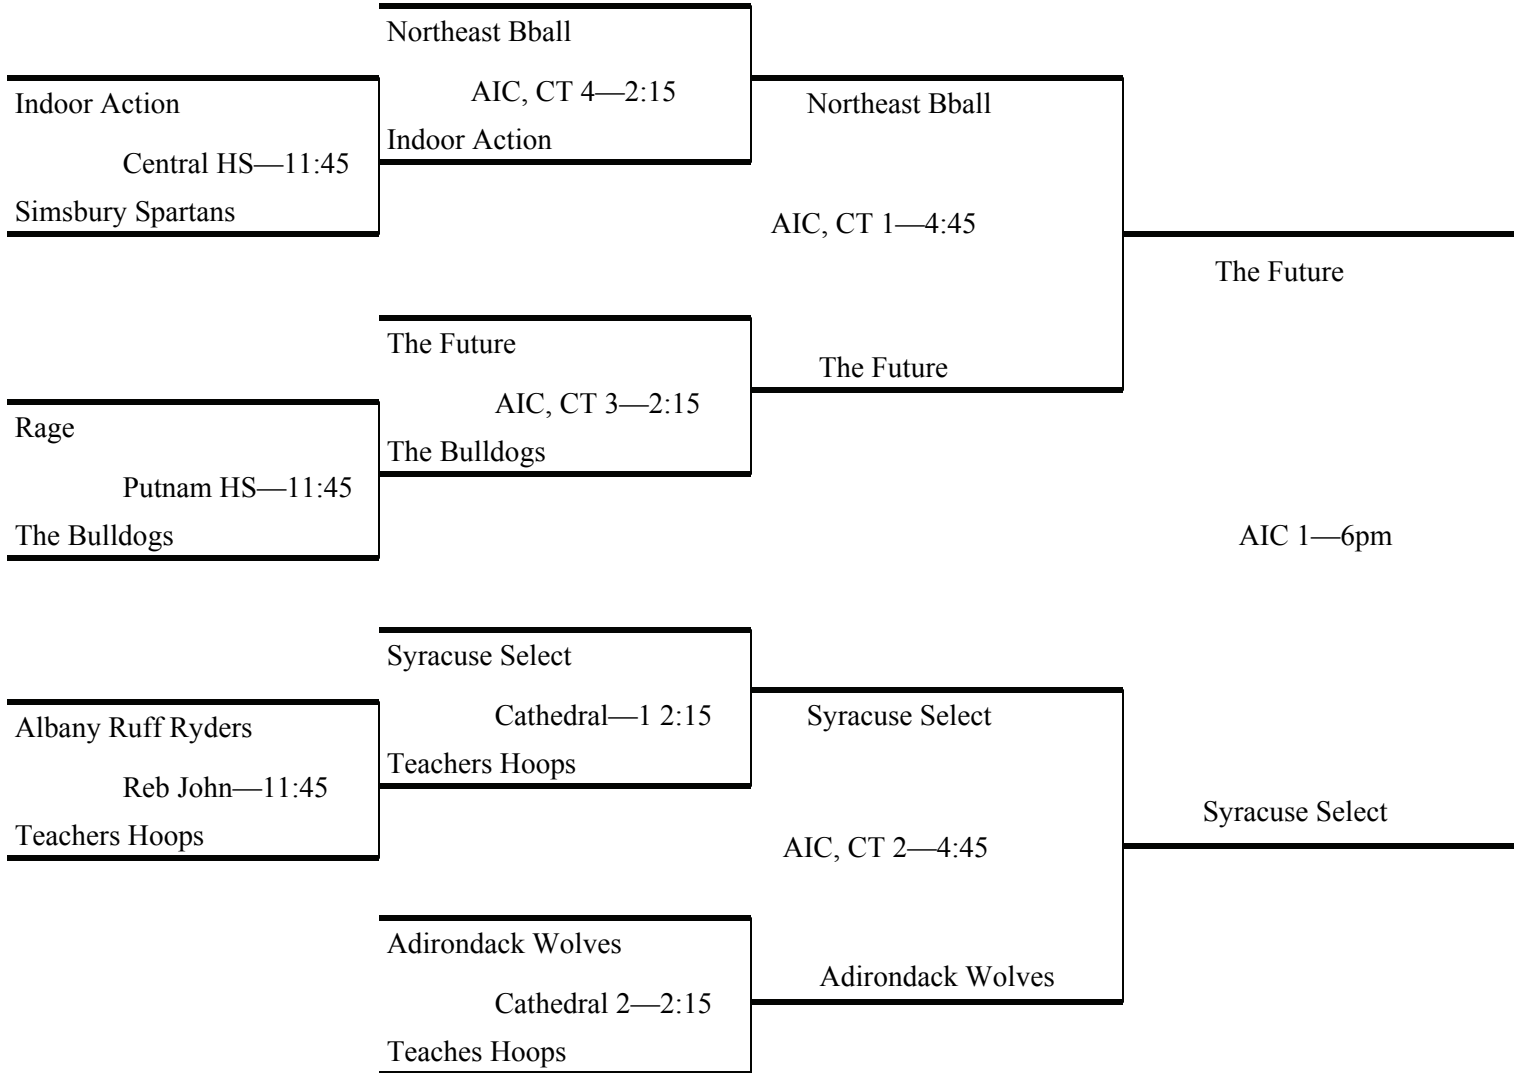 Northeast Bball
AIC, CT 4—2:15
Indoor Action
Indoor Action
Central HS—11:45
Simsbury Spartans
Northeast Bball
AIC, CT 1—4:45
The Future
The Future
AIC, CT 3—2:15
The Bulldogs
The Future
Rage
Putnam HS—11:45
The Bulldogs
AIC 1—6pm
Syracuse Select
Cathedral—1 2:15
Teachers Hoops
Albany Ruff Ryders
Reb John—11:45
Teachers Hoops
Syracuse Select
AIC, CT 2—4:45
Syracuse Select
Adirondack Wolves
Cathedral 2—2:15
Teaches Hoops
Adirondack Wolves